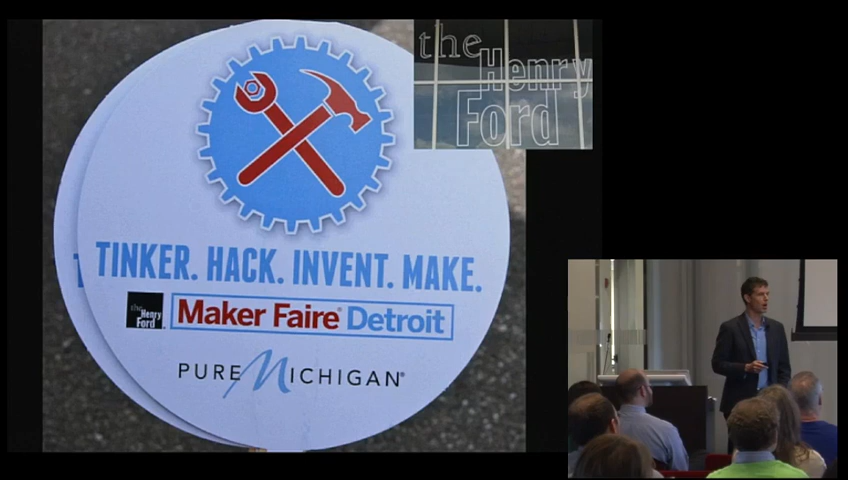 the
Henry
Ford
TINKER. HACK. INVENT. MAKE.
the
Henry
Ford
Maker Faire® Detroit
PURE MICHIGAN®